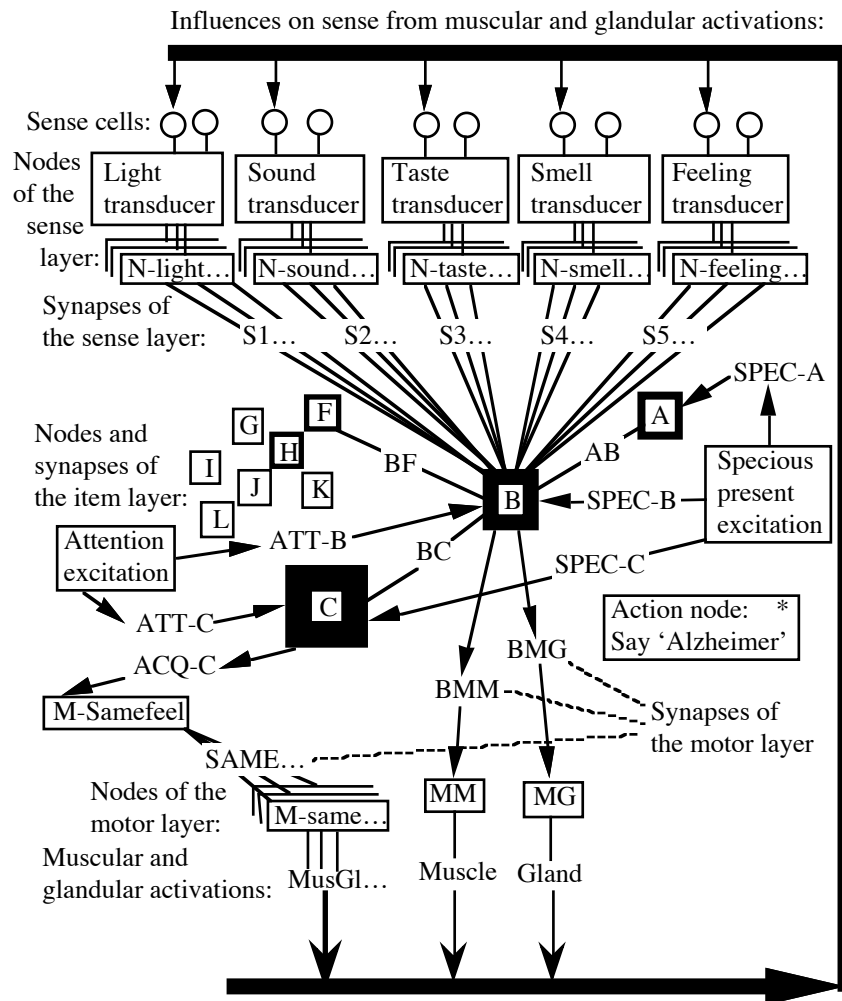 Influences on sense from muscular and glandular activations:
Sense cells:
Nodes
of the
sense
layer:
Light
transducer
Sound
transducer
Taste
transducer
Smell
transducer
Feeling
transducer
N-light…
N-sound…
N-taste…
N-smell…
N-feeling…
Synapses of
the sense layer:
S1…
S2…
S3…
S4…
S5…
SPEC-A
A
F
G
H
I
J
K
L
Nodes and
synapses of
the item layer:
BF
AB
B
SPEC-B
Specious
present
excitation
Attention
excitation
ATT-B
BC
SPEC-C
C
ATT-C
ACQ-C
Action node: *
Say ‘Alzheimer’
BMG
BMM
M-Samefeel
Synapses of
the motor layer
SAME…
Nodes of the
motor layer:
M-same…
MM
MG
Muscular and
glandular activations:
MusGl…
Muscle
Gland